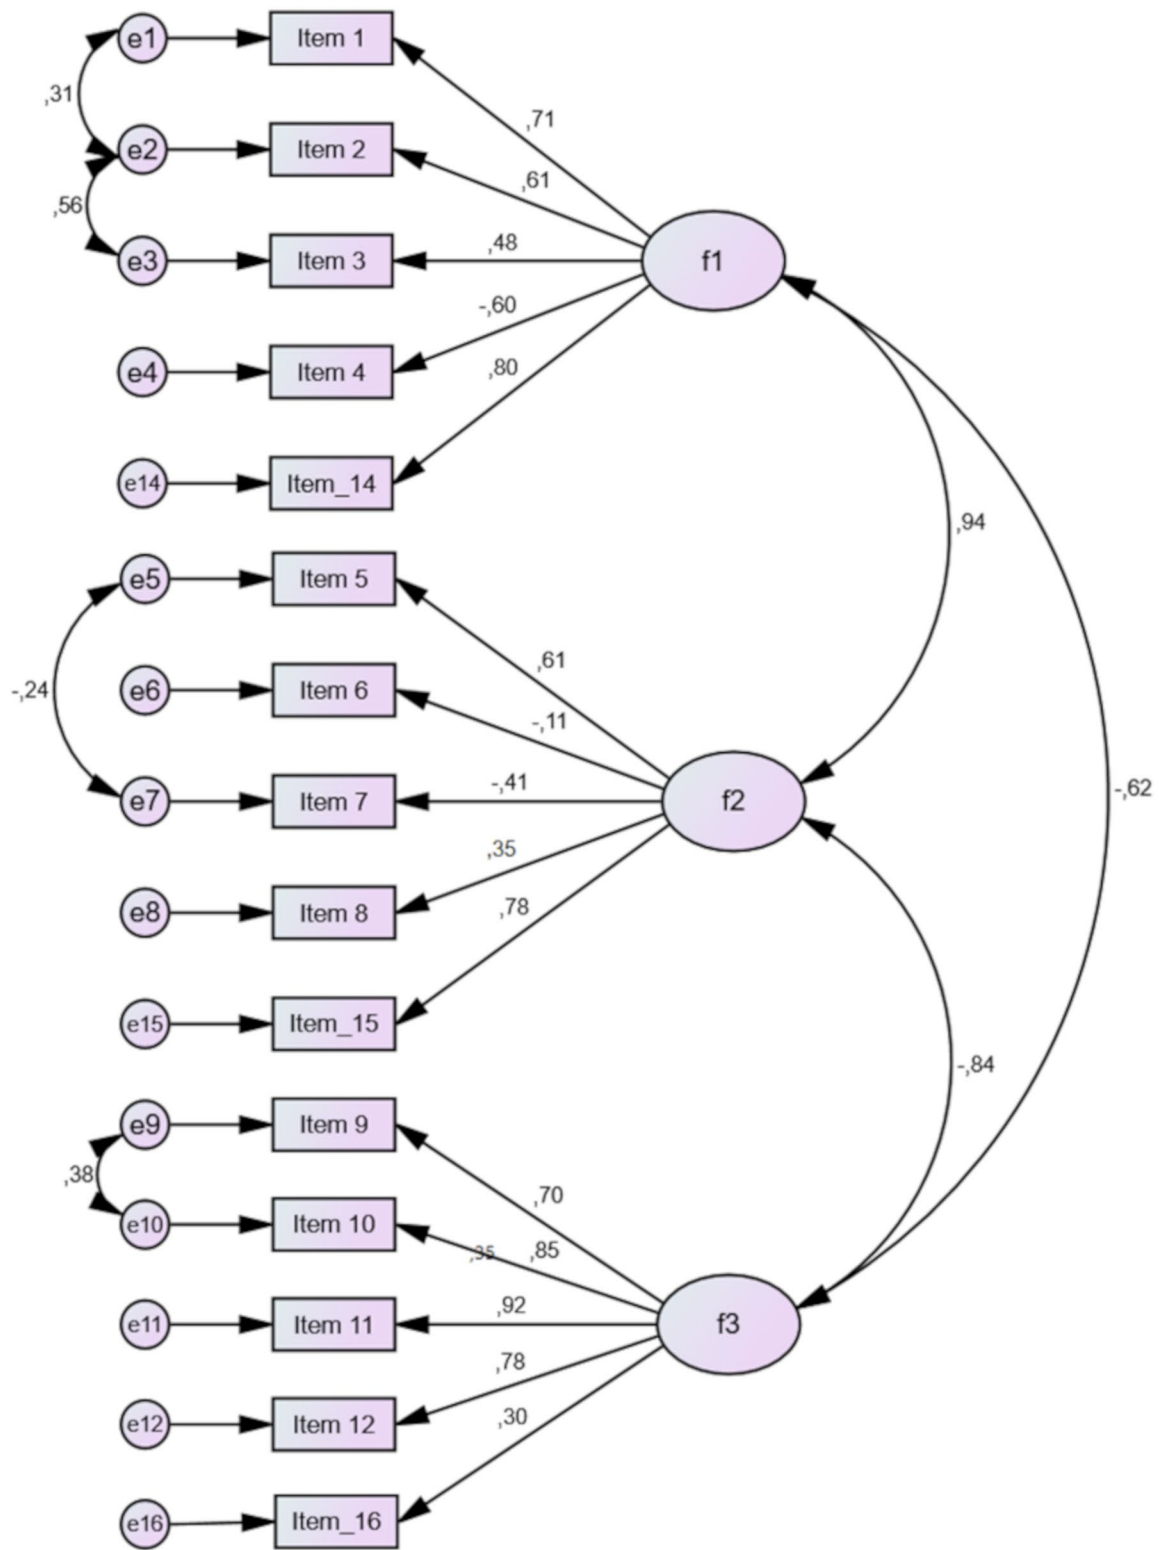 e1 Item 1
,31
,71
e2 Item 2
,61
,56
e3 Item 3
,48
f1
-,60
e4 Item 4
,80
e14 Item_14
,94
e5 Item 5
,61
-,24
e6 Item 6
-,11
-,41
e7 Item 7
f2
-,62
,35
e8 Item 8
,78
e15 Item_15
-,84
e9 Item 9
,38
,70
e10 Item 10
,35 ,85
,92
e11 Item 11
f3
,78
e12 Item 12
,30
e16 Item_16